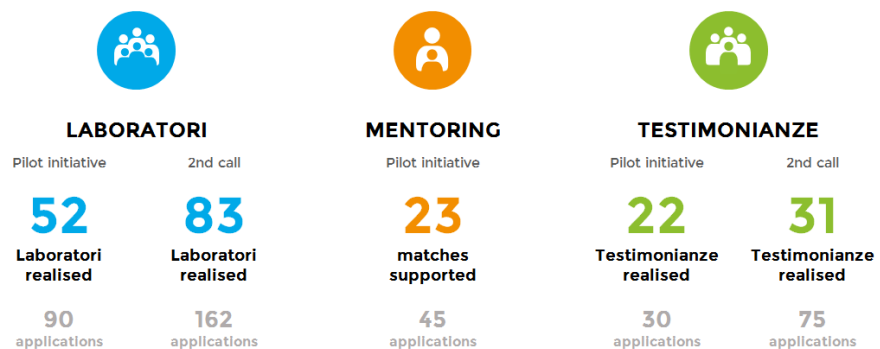 LABORATORI
Pilot initiative
2nd call
52
83
Laboratori
realised
Laboratori
realised
90
applications
162
applications
MENTORING
Pilot initiative
23
matches
supported
45
applications
TESTIMONIANZE
Pilot initiative
2nd call
22
31
Testimonianze
realised
Testimonianze
realised
30
applications
75
applications